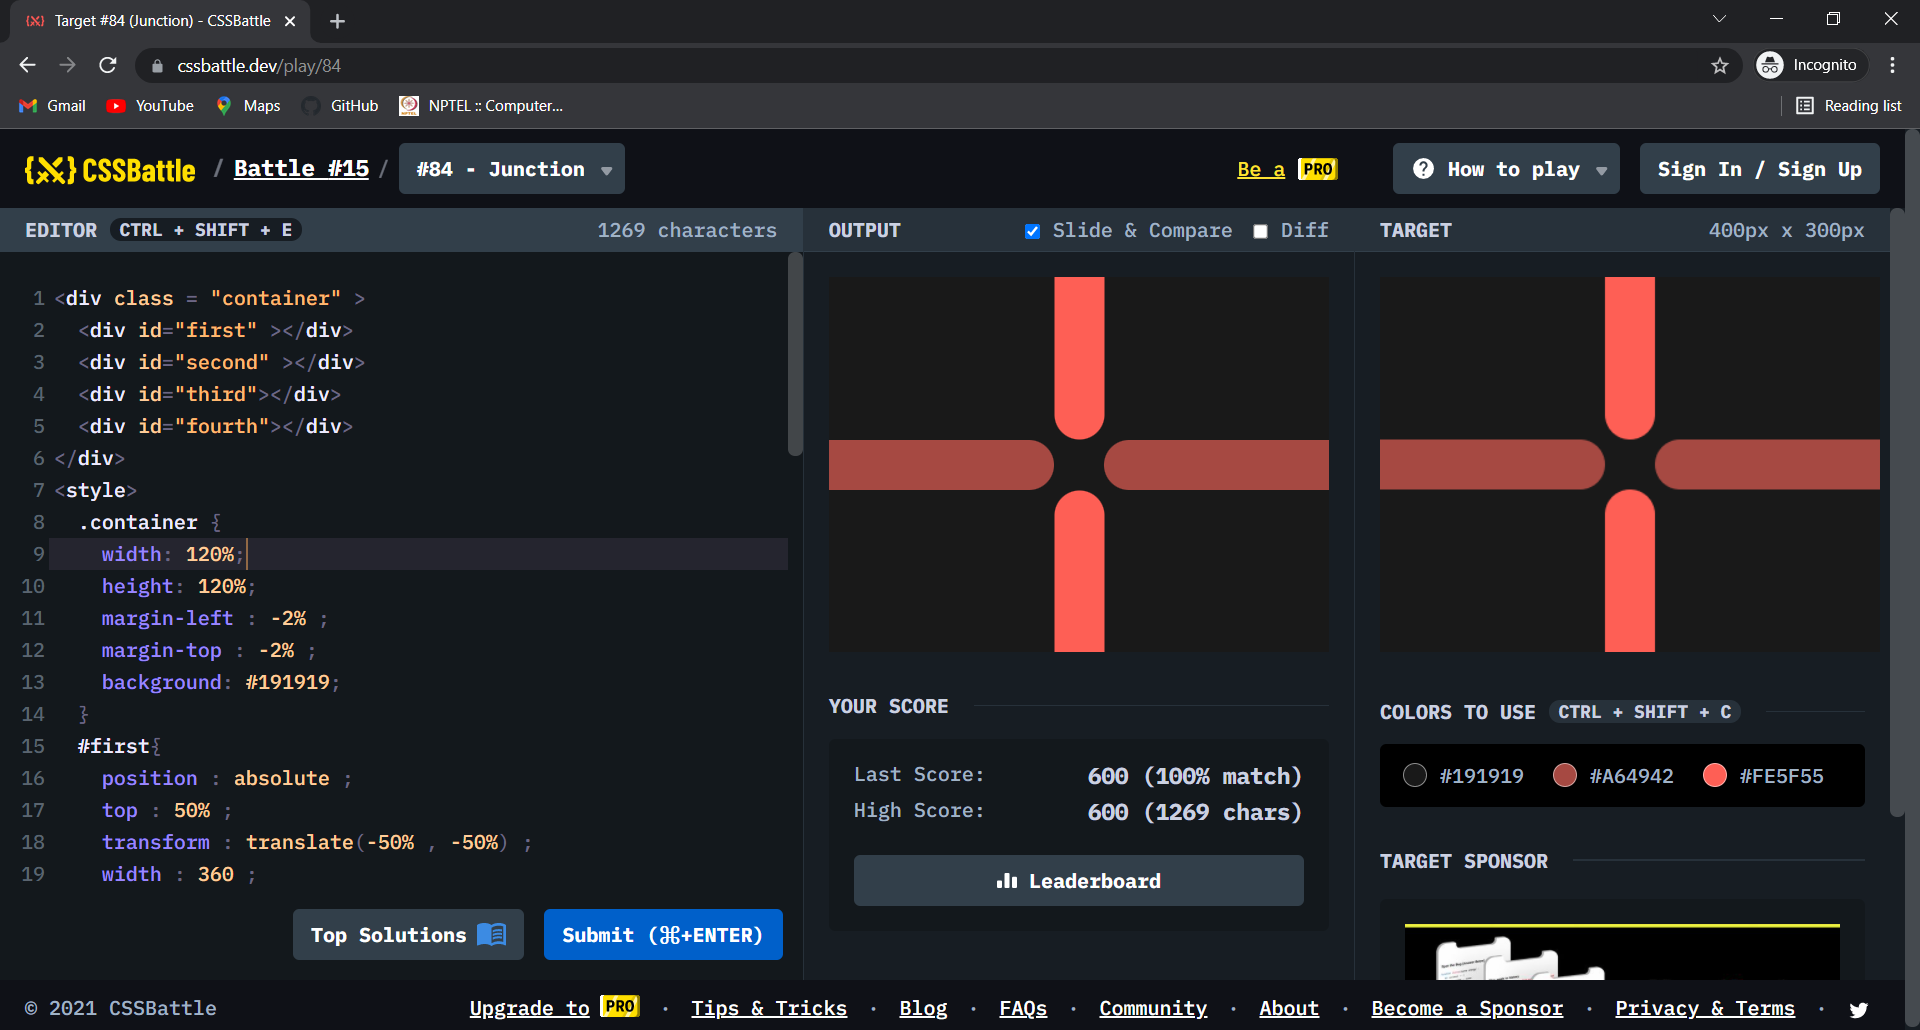 Target #84 (Junction) - CSSBattle
cssbattle.dev/play/84
Incognito
Gmail YouTube Maps GitHub NPTEL :: Computer... Reading list
{X} CSSBattle / Battle #15 / #84 - Junction Be a PRO How to play Sign In / Sign Up
EDITOR CTRL + SHIFT + E 1269 characters
OUTPUT Slide & Compare Diff
TARGET 400px x 300px
1 <div class = "container" >
2 <div id="first" ></div>
3 <div id="second" ></div>
4 <div id="third"></div>
5 <div id="fourth"></div>
6 </div>
7 <style>
8 .container {
9 width: 120%;
10 height: 120%;
11 margin-left : -2% ;
12 margin-top : -2% ;
13 background: #191919;
14 }
15 #first{
16 position : absolute ;
17 top : 50% ;
18 transform : translate(-50% , -50%) ;
19 width : 360 ;
Top Solutions Submit (⌘+ENTER)
YOUR SCORE
Last Score: 600 (100% match)
High Score: 600 (1269 chars)
Leaderboard
COLORS TO USE CTRL + SHIFT + C
#191919 #A64942 #FE5F55
TARGET SPONSOR
© 2021 CSSBattle Upgrade to PRO · Tips & Tricks · Blog · FAQs · Community · About · Become a Sponsor · Privacy & Terms ·